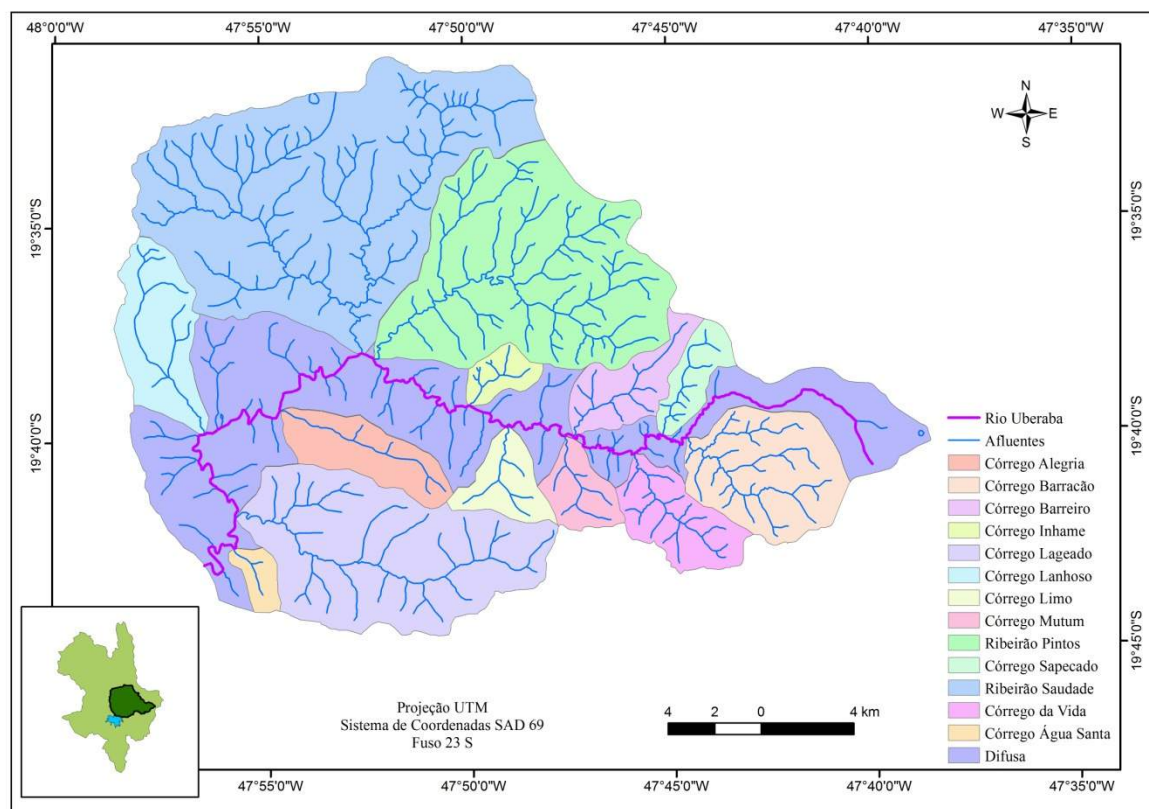 48°0'0"W 47°55'0"W 47°50'0"W 47°45'0"W 47°40'0"W 47°35'0"W
N
W E
S
19°35'0"S 19°35'0"S
19°40'0"S 19°40'0"S
19°45'0"S
Rio Uberaba
Afluentes
Córrego Alegria
Córrego Barracão
Córrego Barreiro
Córrego Inhame
Córrego Lageado
Córrego Lanhoso
Córrego Limo
Córrego Mutum
Ribeirão Pintos
Córrego Sapecado
Ribeirão Saudade
Córrego da Vida
Córrego Água Santa
Difusa
Projeção UTM
Sistema de Coordenadas SAD 69
Fuso 23 S
4 2 0 4 km
47°55'0"W 47°50'0"W 47°45'0"W 47°40'0"W 47°35'0"W